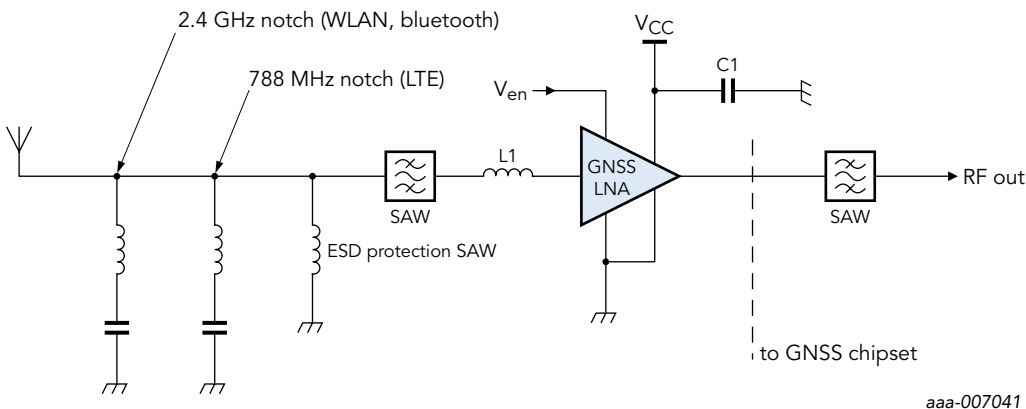 2.4 GHz notch (WLAN, bluetooth)
788 MHz notch (LTE)
VCC
C1
Ven
L1
GNSS
LNA
RF out
SAW
SAW
ESD protection SAW
to GNSS chipset
aaa-007041